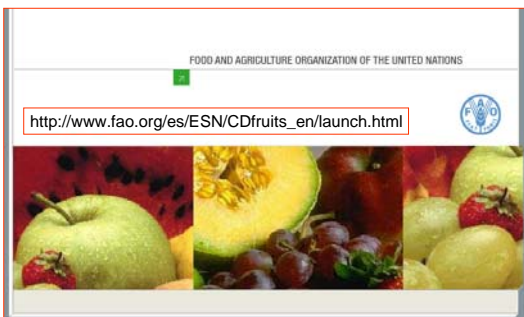 FOOD AND AGRICULTURE ORGANIZATION OF THE UNITED NATIONS
http://www.fao.org/es/ESN/CDfruits_en/launch.html
F A O